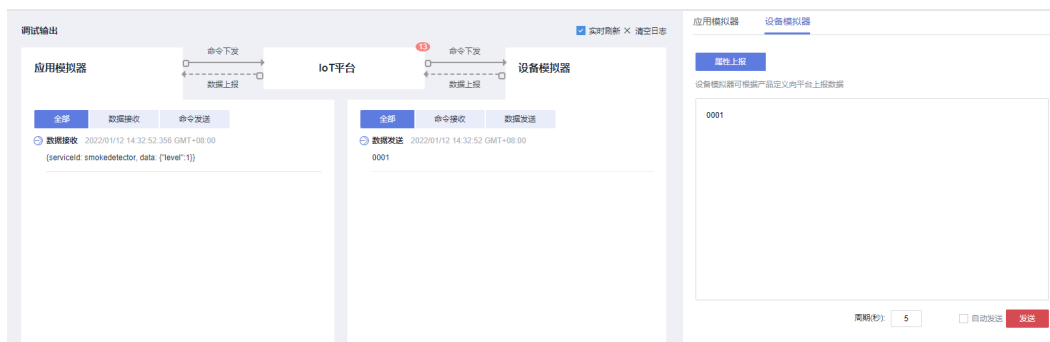 调试输出
实时刷新 × 清空日志
应用模拟器
命令下发
数据上报
IoT平台
13
命令下发
数据上报
设备模拟器
全部 数据接收 命令发送
数据接收 2022/01/12 14:32:52.356 GMT+08:00
{serviceId: smokedetector, data: {"level":1}}
全部 命令接收 数据发送
数据发送 2022/01/12 14:32:52 GMT+08:00
0001
应用模拟器 设备模拟器
属性上报
设备模拟器可根据产品定义向平台上报数据
0001
周期(秒): 5 自动发送 发送